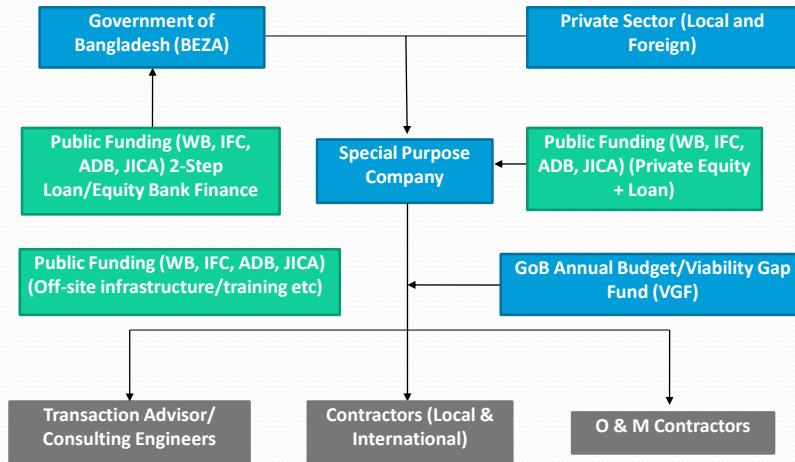 Government of
Bangladesh (BEZA)
Private Sector (Local and
Foreign)
Public Funding (WB, IFC,
ADB, JICA) 2-Step
Loan/Equity Bank Finance
Special Purpose
Company
Public Funding (WB, IFC,
ADB, JICA) (Private Equity
+ Loan)
Public Funding (WB, IFC, ADB, JICA)
(Off-site infrastructure/training etc)
GoB Annual Budget/Viability Gap
Fund (VGF)
Transaction Advisor/
Consulting Engineers
Contractors (Local &
International)
O & M Contractors